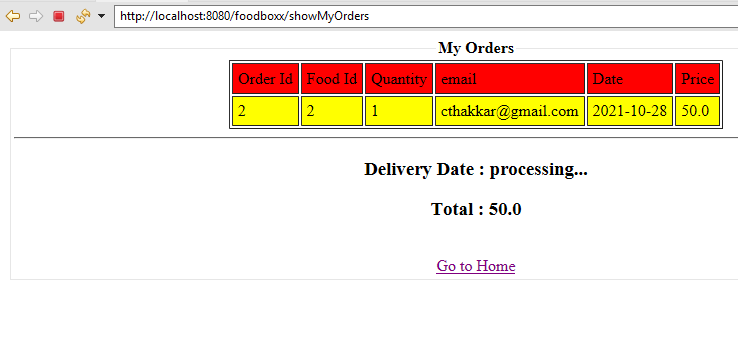 http://localhost:8080/foodboxx/showMyOrders
My Orders
Order Id Food Id Quantity email Date Price
2 2 1 cthakkar@gmail.com 2021-10-28 50.0
Delivery Date : processing...
Total : 50.0
Go to Home